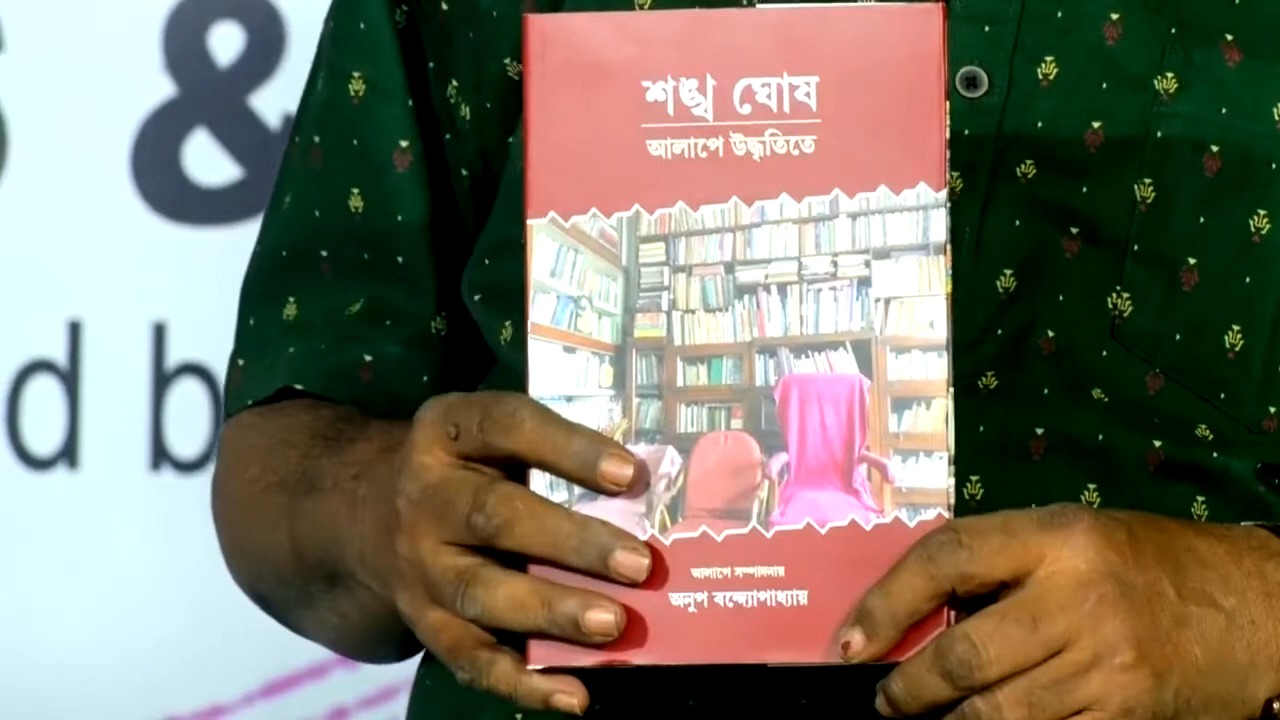 &
d b
শঙ্খ ঘোষ
আলাপে উদ্ধৃতিতে
আলাপে সম্পাদনায়
অনুপ বন্দ্যোপাধ্যায়